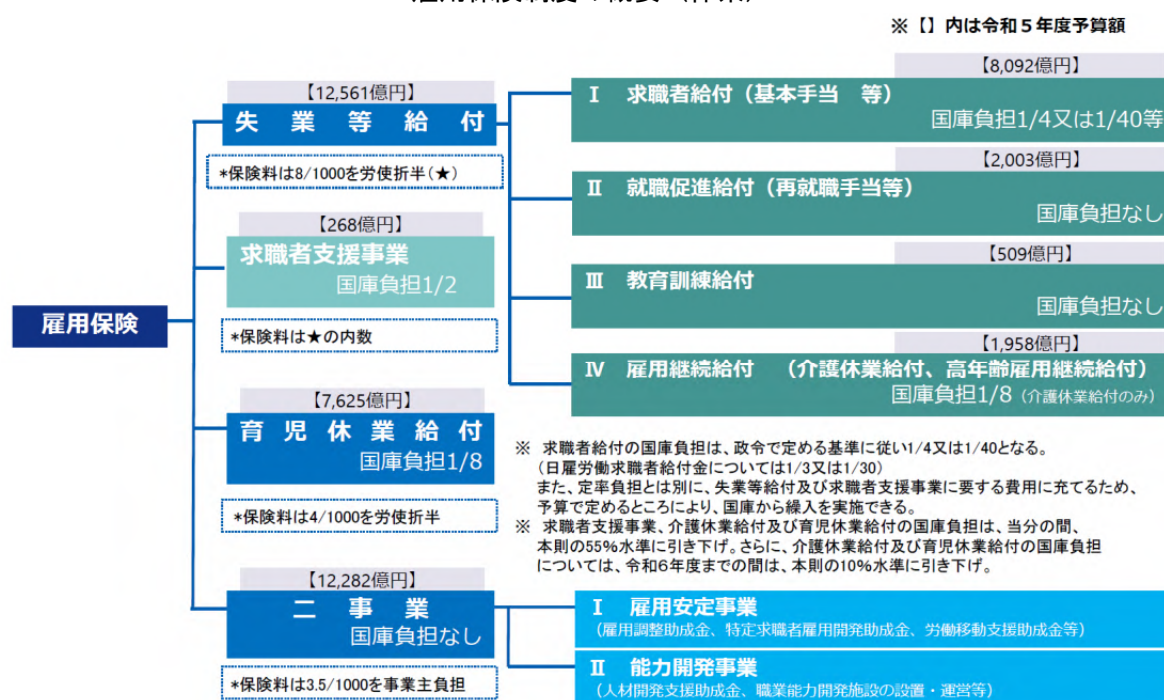 ※【】内は令和5年度予算額
雇用保険
【12,561億円】
失業等給付
*保険料は8/1000を労使折半(★)
【268億円】
求職者支援事業
国庫負担1/2
*保険料は★の内数
【7,625億円】
育児休業給付
国庫負担1/8
*保険料は4/1000を労使折半
【12,282億円】
二事業
国庫負担なし
*保険料は3.5/1000を事業主負担
【8,092億円】
Ⅰ 求職者給付(基本手当 等)
国庫負担1/4又は1/40等
【2,003億円】
Ⅱ 就職促進給付(再就職手当等)
国庫負担なし
【509億円】
Ⅲ 教育訓練給付
国庫負担なし
【1,958億円】
Ⅳ 雇用継続給付 (介護休業給付、高年齢雇用継続給付)
国庫負担1/8(介護休業給付のみ)
※ 求職者給付の国庫負担は、政令で定める基準に従い1/4又は1/40となる。
(日雇労働求職者給付金については1/3又は1/30)
また、定率負担とは別に、失業等給付及び求職者支援事業に要する費用に充てるため、
予算で定めるところにより、国庫から繰入を実施できる。
※ 求職者支援事業、介護休業給付及び育児休業給付の国庫負担は、当分の間、
本則の55%水準に引き下げ。さらに、介護休業給付及び育児休業給付の国庫負担
については、令和6年度までの間は、本則の10%水準に引き下げ。
Ⅰ 雇用安定事業
(雇用調整助成金、特定求職者雇用開発助成金、労働移動支援助成金等)
Ⅱ 能力開発事業
(人材開発支援助成金、職業能力開発施設の設置・運営等)